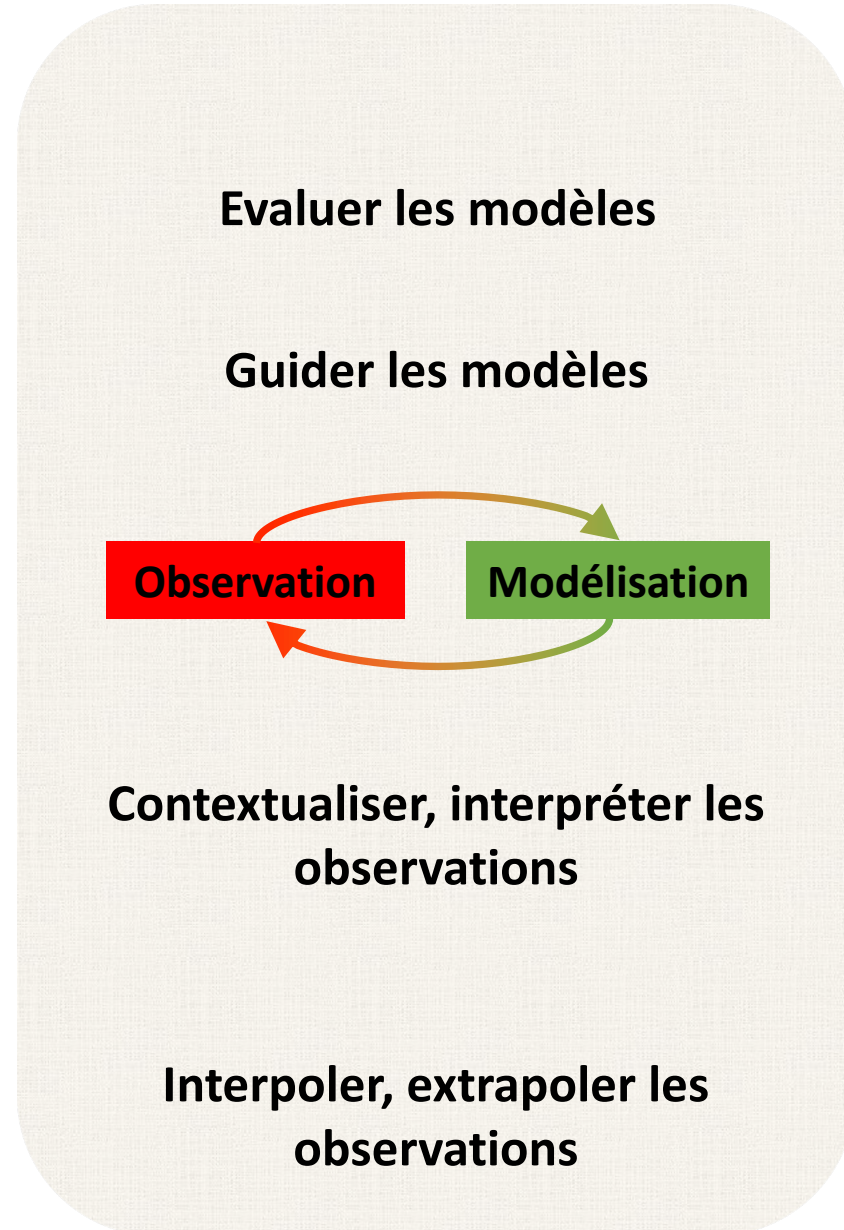 Evaluer les modèles
Guider les modèles
Observation
Modélisation
Contextualiser, interpréter les
observations
Interpoler, extrapoler les
observations